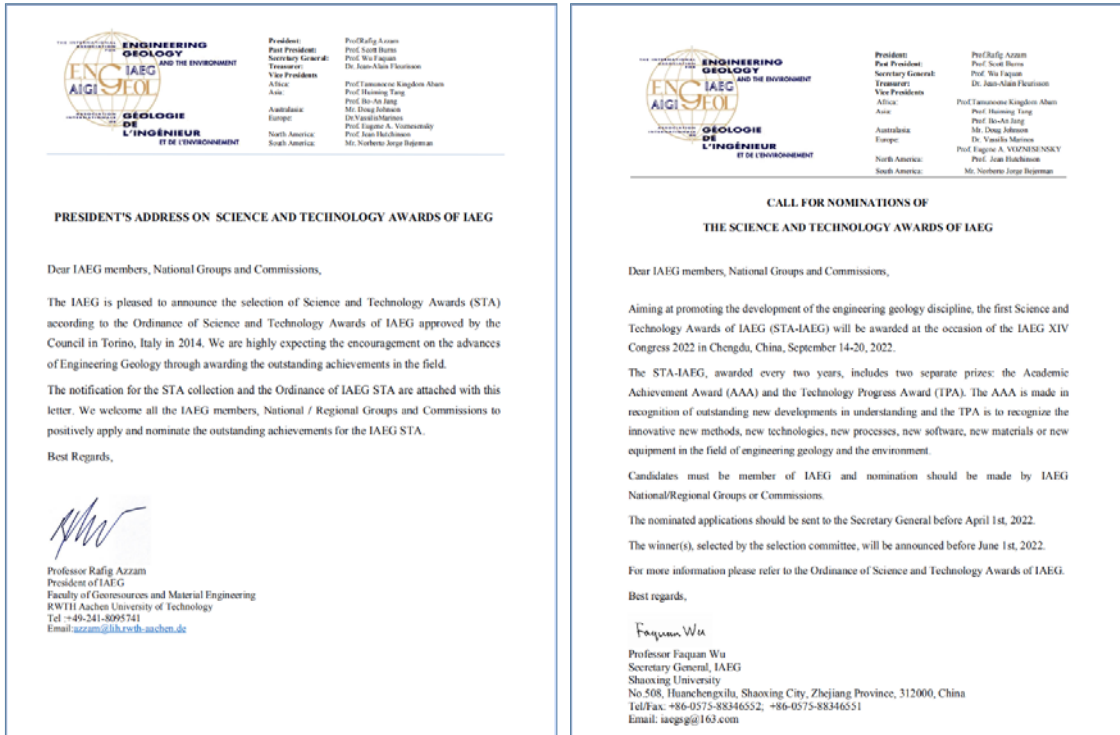 THE INTERNATIONAL
ASSOCIATION
FOR
ENGINEERING
GEOLOGY
AND THE ENVIRONMENT
ENG IAEG
AIGI GEOL
ASSOCIATION
INTERNATIONALE
DE
GÉOLOGIE
DE
L'INGÉNIEUR
ET DE L'ENVIRONNEMENT
President: Prof.Rafig Azzam
Past President: Prof. Scott Burns
Secretary General: Prof. Wu Faquan
Treasurer: Dr. Jean-Alain Fleurisson
Vice Presidents
Africa: Prof.Tamunoene Kingdom Abam
Asia: Prof. Huiming Tang
Prof. Bo-An Jang
Australasia: Mr. Doug Johnson
Europe: Dr.VassilisMarinos
Prof. Eugene A. Voznesensky
North America: Prof. Jean Hutchinson
South America: Mr. Norberto Jorge Bejerman
PRESIDENT'S ADDRESS ON SCIENCE AND TECHNOLOGY AWARDS OF IAEG
Dear IAEG members, National Groups and Commissions,
The IAEG is pleased to announce the selection of Science and Technology Awards (STA)
according to the Ordinance of Science and Technology Awards of IAEG approved by the
Council in Torino, Italy in 2014. We are highly expecting the encouragement on the advances
of Engineering Geology through awarding the outstanding achievements in the field.
The notification for the STA collection and the Ordinance of IAEG STA are attached with this
letter. We welcome all the IAEG members, National / Regional Groups and Commissions to
positively apply and nominate the outstanding achievements for the IAEG STA.
Best Regards,
Professor Rafig Azzam
President of IAEG
Faculty of Georesources and Material Engineering
RWTH Aachen University of Technology
Tel :+49-241-8095741
Email:azzam@lih.rwth-aachen.de
THE INTERNATIONAL
ASSOCIATION
FOR
ENGINEERING
GEOLOGY
AND THE ENVIRONMENT
ENG IAEG
AIGI GEOL
ASSOCIATION
INTERNATIONALE
DE
GÉOLOGIE
DE
L'INGÉNIEUR
ET DE L'ENVIRONNEMENT
President: Prof.Rafig Azzam
Past President: Prof. Scott Burns
Secretary General: Prof. Wu Faquan
Treasurer: Dr. Jean-Alain Fleurisson
Vice Presidents
Africa: Prof.Tamunoene Kingdom Abam
Asia: Prof. Huiming Tang
Prof. Bo-An Jang
Australasia: Mr. Doug Johnson
Europe: Dr. Vassilis Marinos
Prof. Eugene A. VOZNESENSKY
North America: Prof. Jean Hutchinson
South America: Mr. Norberto Jorge Bejerman
CALL FOR NOMINATIONS OF
THE SCIENCE AND TECHNOLOGY AWARDS OF IAEG
Dear IAEG members, National Groups and Commissions,
Aiming at promoting the development of the engineering geology discipline, the first Science and
Technology Awards of IAEG (STA-IAEG) will be awarded at the occasion of the IAEG XIV
Congress 2022 in Chengdu, China, September 14-20, 2022.
The STA-IAEG, awarded every two years, includes two separate prizes: the Academic
Achievement Award (AAA) and the Technology Progress Award (TPA). The AAA is made in
recognition of outstanding new developments in understanding and the TPA is to recognize the
innovative new methods, new technologies, new processes, new software, new materials or new
equipment in the field of engineering geology and the environment.
Candidates must be member of IAEG and nomination should be made by IAEG
National/Regional Groups or Commissions.
The nominated applications should be sent to the Secretary General before April 1st, 2022.
The winner(s), selected by the selection committee, will be announced before June 1st, 2022.
For more information please refer to the Ordinance of Science and Technology Awards of IAEG.
Best regards,
Faquan Wu
Professor Faquan Wu
Secretary General, IAEG
Shaoxing University
No.508, Huanchengxilu, Shaoxing City, Zhejiang Province, 312000, China
Tel/Fax: +86-0575-88346552; +86-0575-88346551
Email: iaegsg@163.com